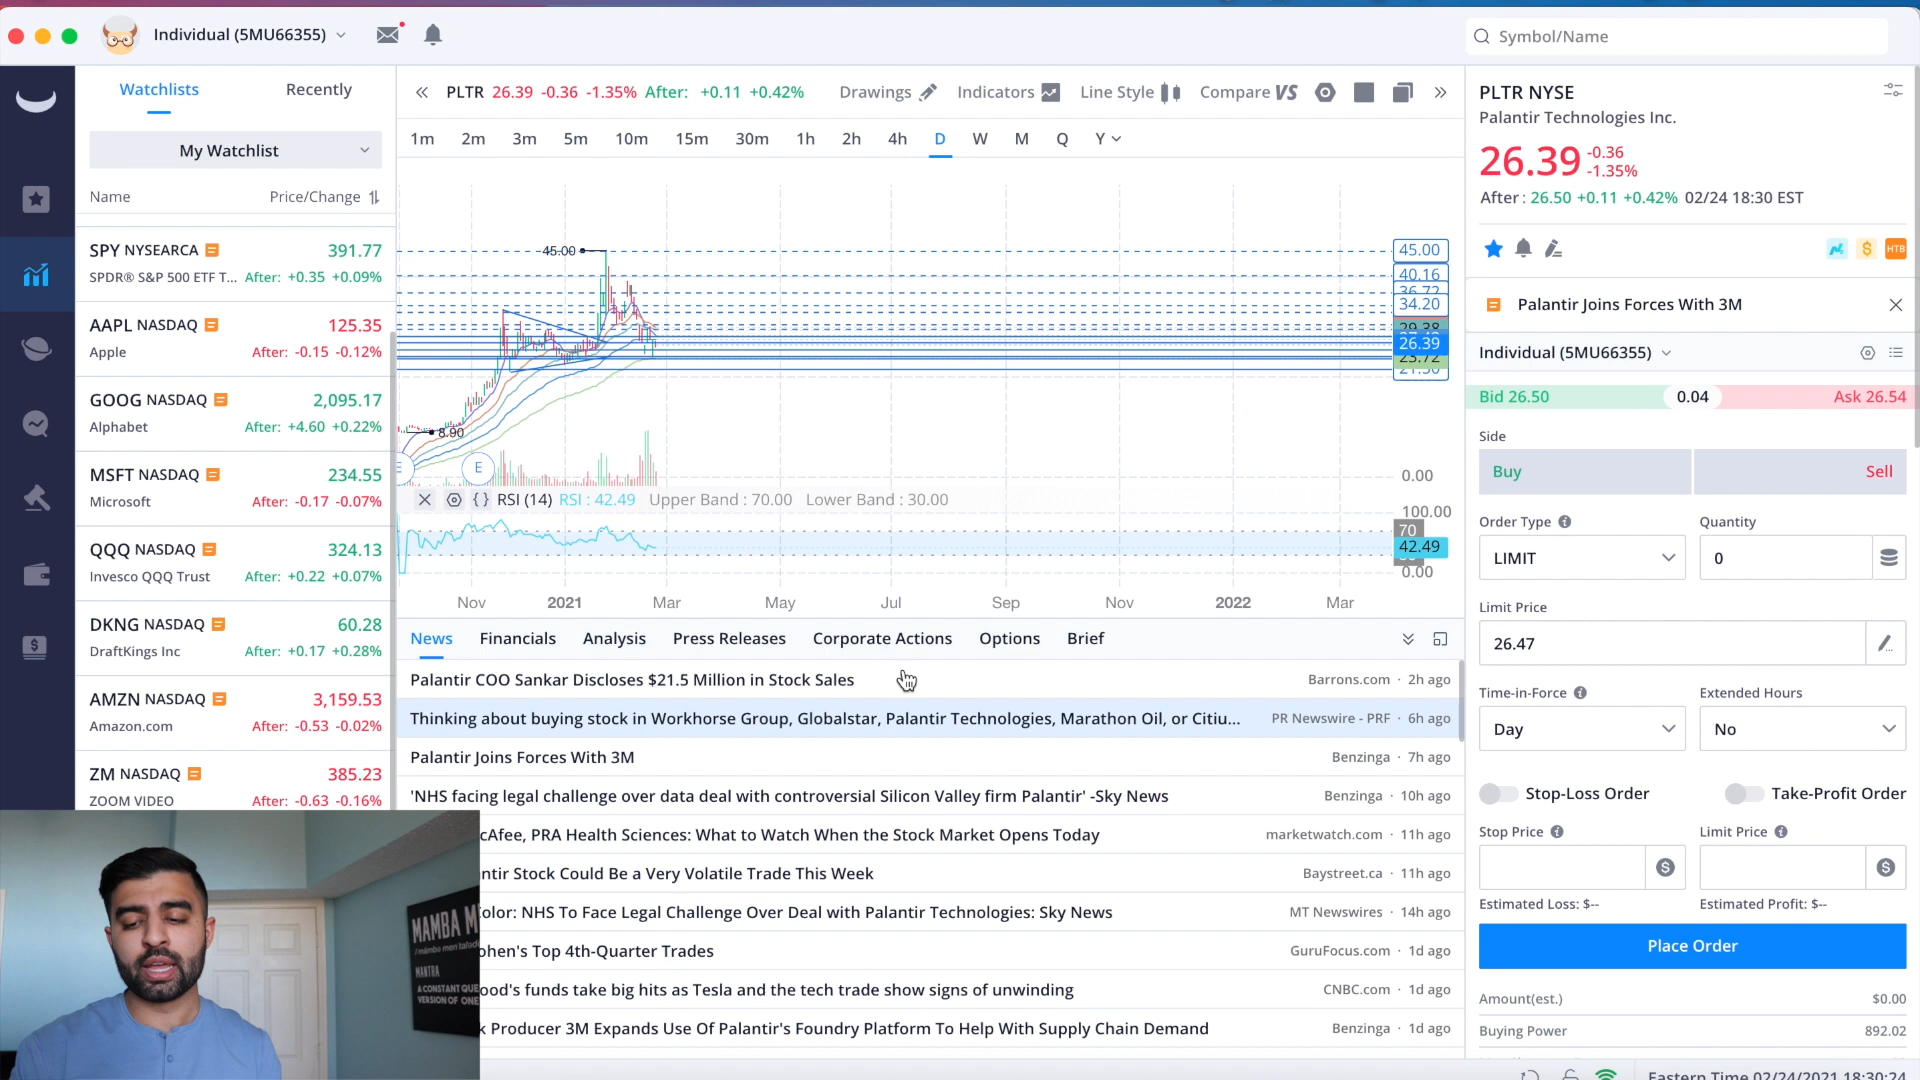 Individual (5MU66355)
Symbol/Name
Watchlists
Recently
My Watchlist
Name
Price/Change
SPY NYSEARCA
391.77
SPDR® S&P 500 ETF T...
After: +0.35 +0.09%
AAPL NASDAQ
125.35
Apple
After: -0.15 -0.12%
GOOG NASDAQ
2,095.17
Alphabet
After: +4.60 +0.22%
MSFT NASDAQ
234.55
Microsoft
After: -0.17 -0.07%
QQQ NASDAQ
324.13
Invesco QQQ Trust
After: +0.22 +0.07%
DKNG NASDAQ
60.28
DraftKings Inc
After: +0.17 +0.28%
AMZN NASDAQ
3,159.53
Amazon.com
After: -0.53 -0.02%
ZM NASDAQ
385.23
ZOOM VIDEO
After: -0.63 -0.16%
PLTR 26.39 -0.36 -1.35% After: +0.11 +0.42%
Drawings
Indicators
Line Style
Compare VS
1m 2m 3m 5m 10m 15m 30m 1h 2h 4h D W M Q Y
45.00
8.90
E
E
45.00
40.16
36.72
34.20
29.38
26.39
23.72
21.50
0.00
RSI (14) RSI : 42.49 Upper Band : 70.00 Lower Band : 30.00
100.00
70
42.49
0.00
Nov 2021 Mar May Jul Sep Nov 2022 Mar
News Financials Analysis Press Releases Corporate Actions Options Brief
Palantir COO Sankar Discloses $21.5 Million in Stock Sales Barrons.com · 2h ago
Thinking about buying stock in Workhorse Group, Globalstar, Palantir Technologies, Marathon Oil, or Citiu... PR Newswire - PRF · 6h ago
Palantir Joins Forces With 3M Benzinga · 7h ago
'NHS facing legal challenge over data deal with controversial Silicon Valley firm Palantir' -Sky News Benzinga · 10h ago
cAfee, PRA Health Sciences: What to Watch When the Stock Market Opens Today marketwatch.com · 11h ago
ntir Stock Could Be a Very Volatile Trade This Week Baystreet.ca · 11h ago
olor: NHS To Face Legal Challenge Over Deal with Palantir Technologies: Sky News MT Newswires · 14h ago
ohen's Top 4th-Quarter Trades GuruFocus.com · 1d ago
ood's funds take big hits as Tesla and the tech trade show signs of unwinding CNBC.com · 1d ago
k Producer 3M Expands Use Of Palantir's Foundry Platform To Help With Supply Chain Demand Benzinga · 1d ago
MAMBA M
MANTRA
A CONSTANT QUE
VERSION OF ONE
PLTR NYSE
Palantir Technologies Inc.
26.39
-0.36
-1.35%
After : 26.50 +0.11 +0.42% 02/24 18:30 EST
$
HTB
Palantir Joins Forces With 3M
Individual (5MU66355)
Bid 26.50
0.04
Ask 26.54
Side
Buy
Sell
Order Type
Quantity
LIMIT
0
Limit Price
26.47
Time-in-Force
Extended Hours
Day
No
Stop-Loss Order
Take-Profit Order
Stop Price
Limit Price
Estimated Loss: $--
Estimated Profit: $--
Place Order
Amount(est.) $0.00
Buying Power 892.02
Eastern Time 02/24/2021 18:30:24